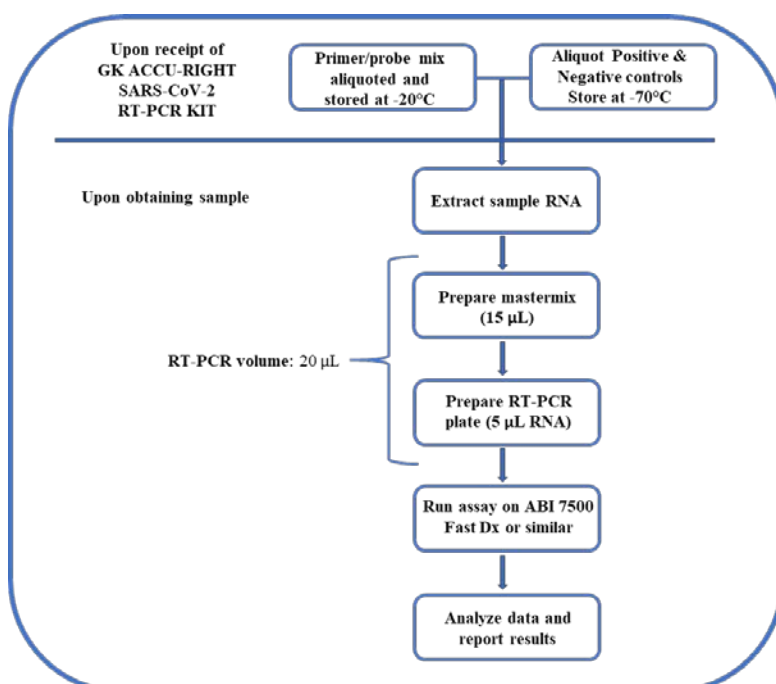 Upon receipt of
GK ACCU-RIGHT
SARS-CoV-2
RT-PCR KIT
Primer/probe mix
aliquoted and
stored at -20°C
Aliquot Positive &
Negative controls
Store at -70°C
Upon obtaining sample
Extract sample RNA
Prepare mastermix
(15 µL)
RT-PCR volume: 20 µL
Prepare RT-PCR
plate (5 µL RNA)
Run assay on ABI 7500
Fast Dx or similar
Analyze data and
report results